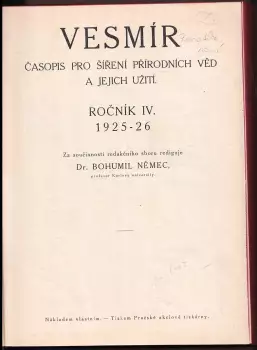 VESMÍR
ČASOPIS PRO ŠÍŘENÍ PŘÍRODNÍCH VĚD
A JEJICH UŽITÍ.
ROČNÍK IV.
1925-26
Za součinnosti redakčního sboru rediguje
Dr. BOHUMIL NĚMEC,
profesor Karlovy university.
Nákladem vlastním. — Tiskem Pražské akciové tiskárny.